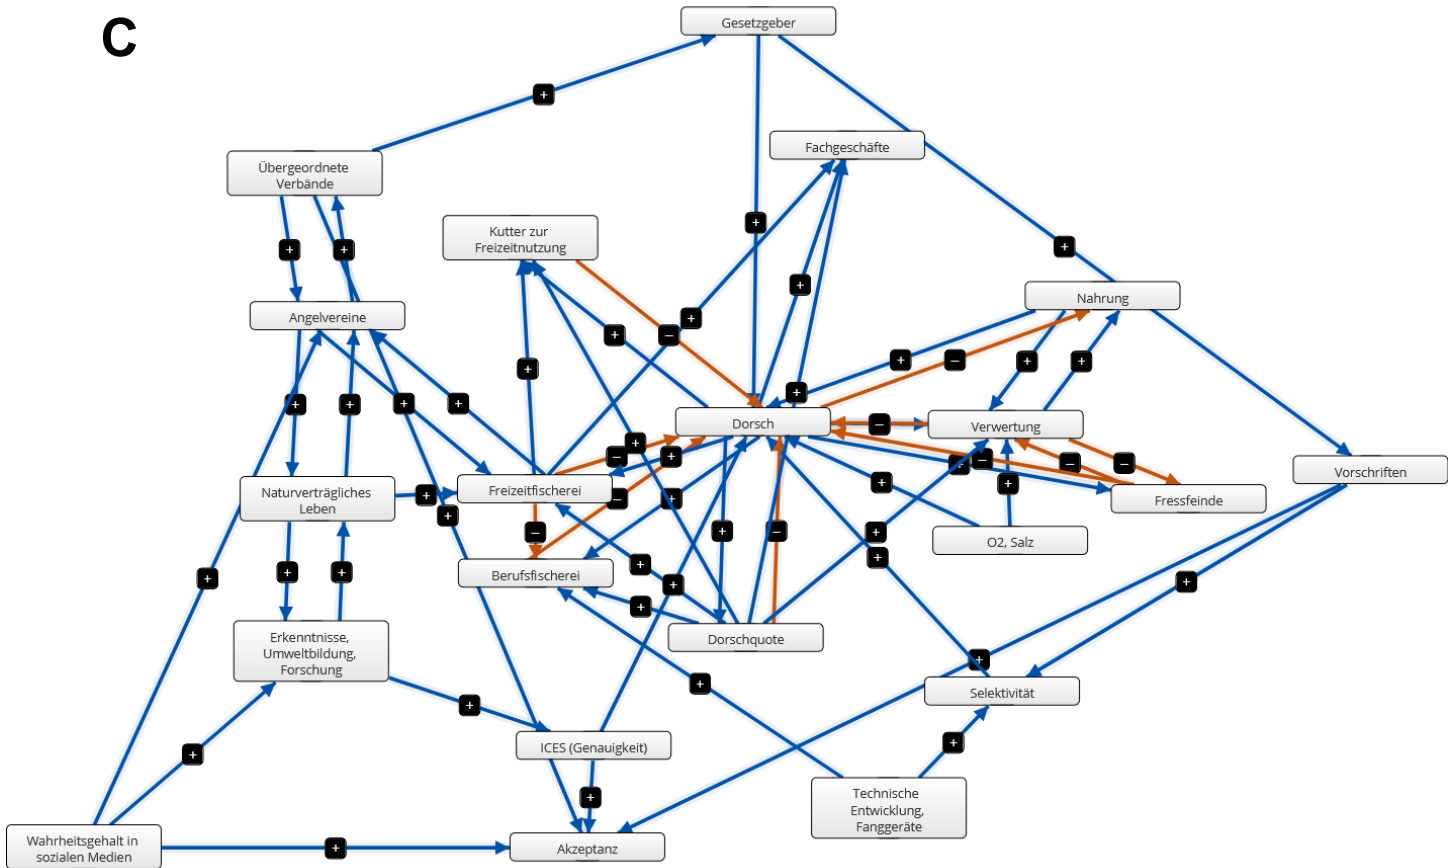 C
Gesetzgeber
Fachgeschäfte
Übergeordnete
Verbände
Kutter zur
Freizeitnutzung
Nahrung
Angelvereine
Dorsch
Verwertung
Vorschriften
Naturverträgliches
Leben
Freizeitfischerei
Fressfeinde
O2, Salz
Berufsfischerei
Erkenntnisse,
Umweltbildung,
Forschung
Dorschquote
Selektivität
ICES (Genauigkeit)
Technische
Entwicklung,
Fanggeräte
Wahrheitsgehalt in
sozialen Medien
Akzeptanz